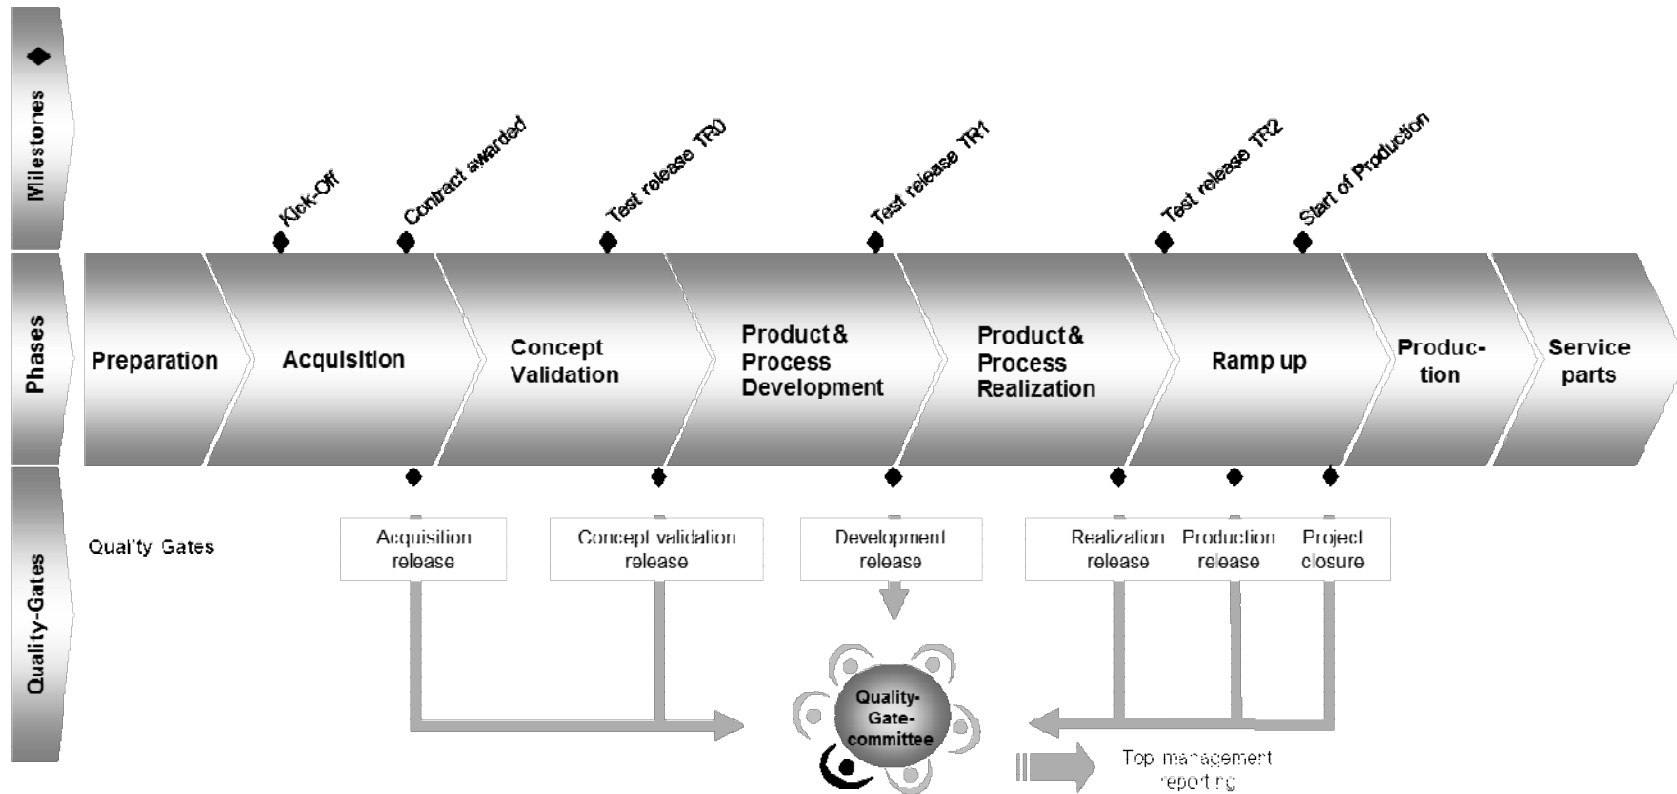 Milestones
Kick-Off
Contract awarded
Test release TR0
Test release TR1
Test release TR2
Start of Production
Phases
Preparation
Acquisition
Concept
Validation
Product &
Process
Development
Product &
Process
Realization
Ramp up
Produc-
tion
Service
parts
Quality-Gates
Quality Gates
Acquisition
release
Concept validation
release
Development
release
Realization
release
Production
release
Project
closure
Quality-
Gate-
committee
Top management
reporting